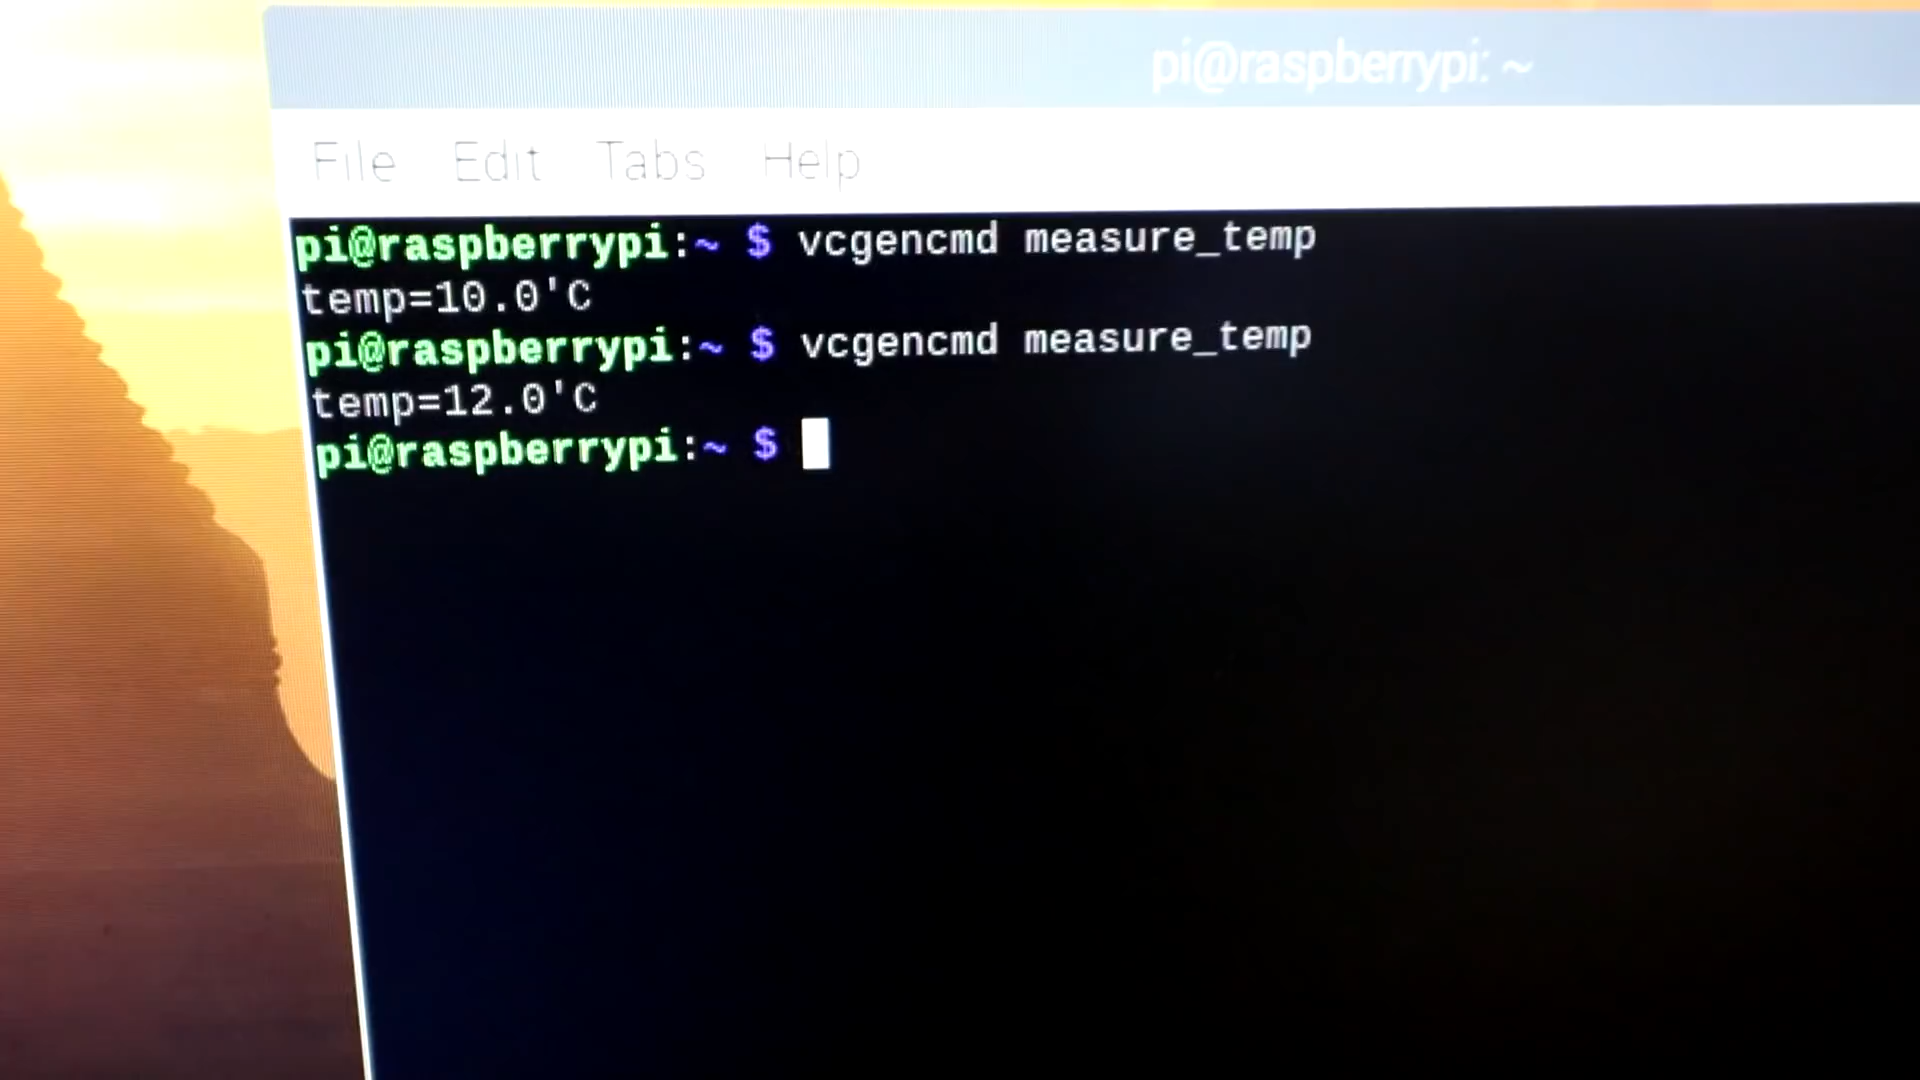 pi@raspberrypi: ~
File Edit Tabs Help
pi@raspberrypi:~ $ vcgencmd measure_temp
temp=10.0'C
pi@raspberrypi:~ $ vcgencmd measure_temp
temp=12.0'C
pi@raspberrypi:~ $